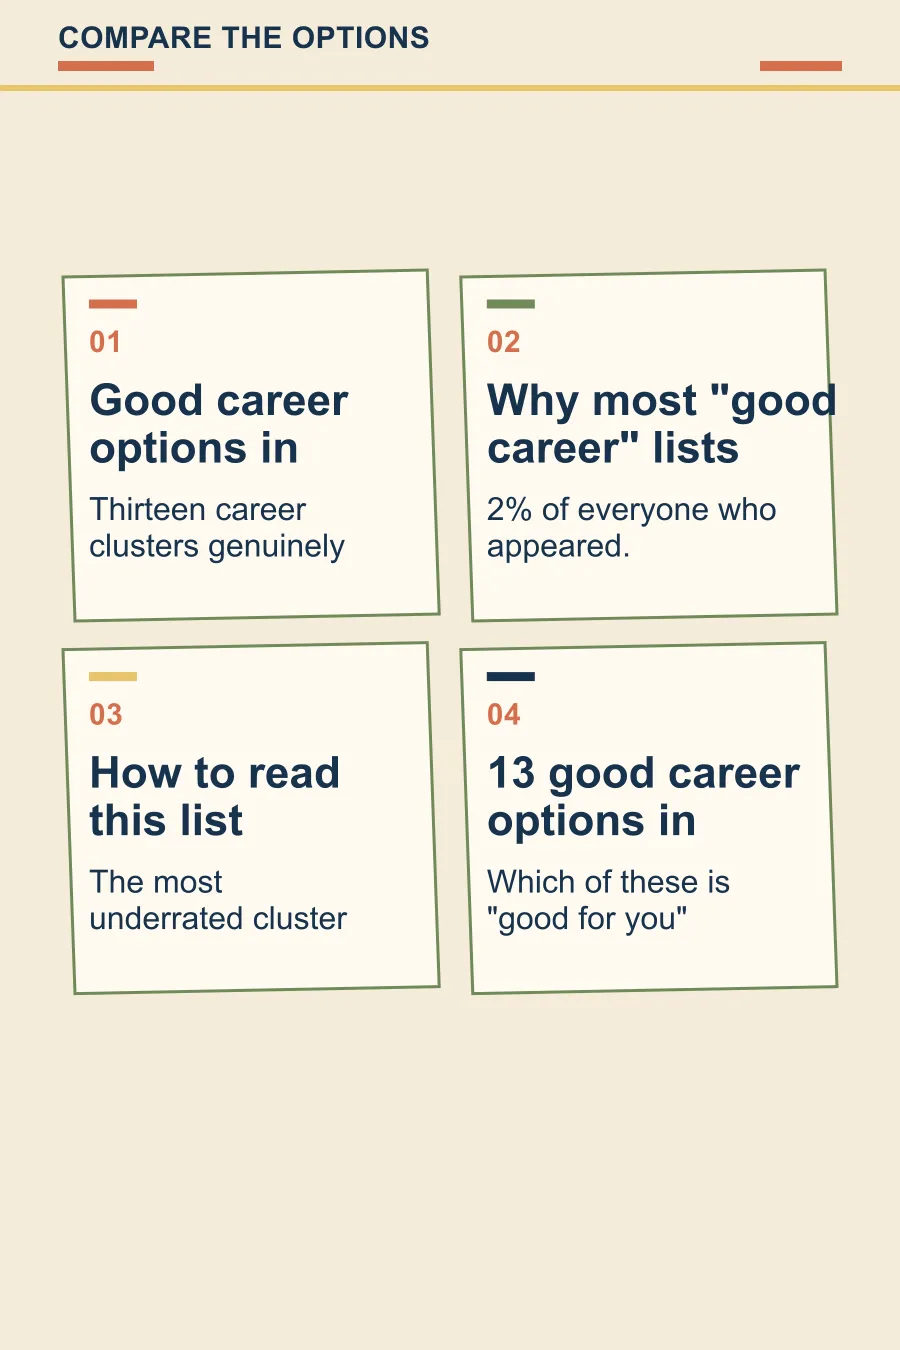 COMPARE THE OPTIONS
01
Good career
options in
Thirteen career
clusters genuinely
02
Why most "good
career" lists
2% of everyone who
appeared.
03
How to read
this list
The most
underrated cluster
04
13 good career
options in
Which of these is
"good for you"